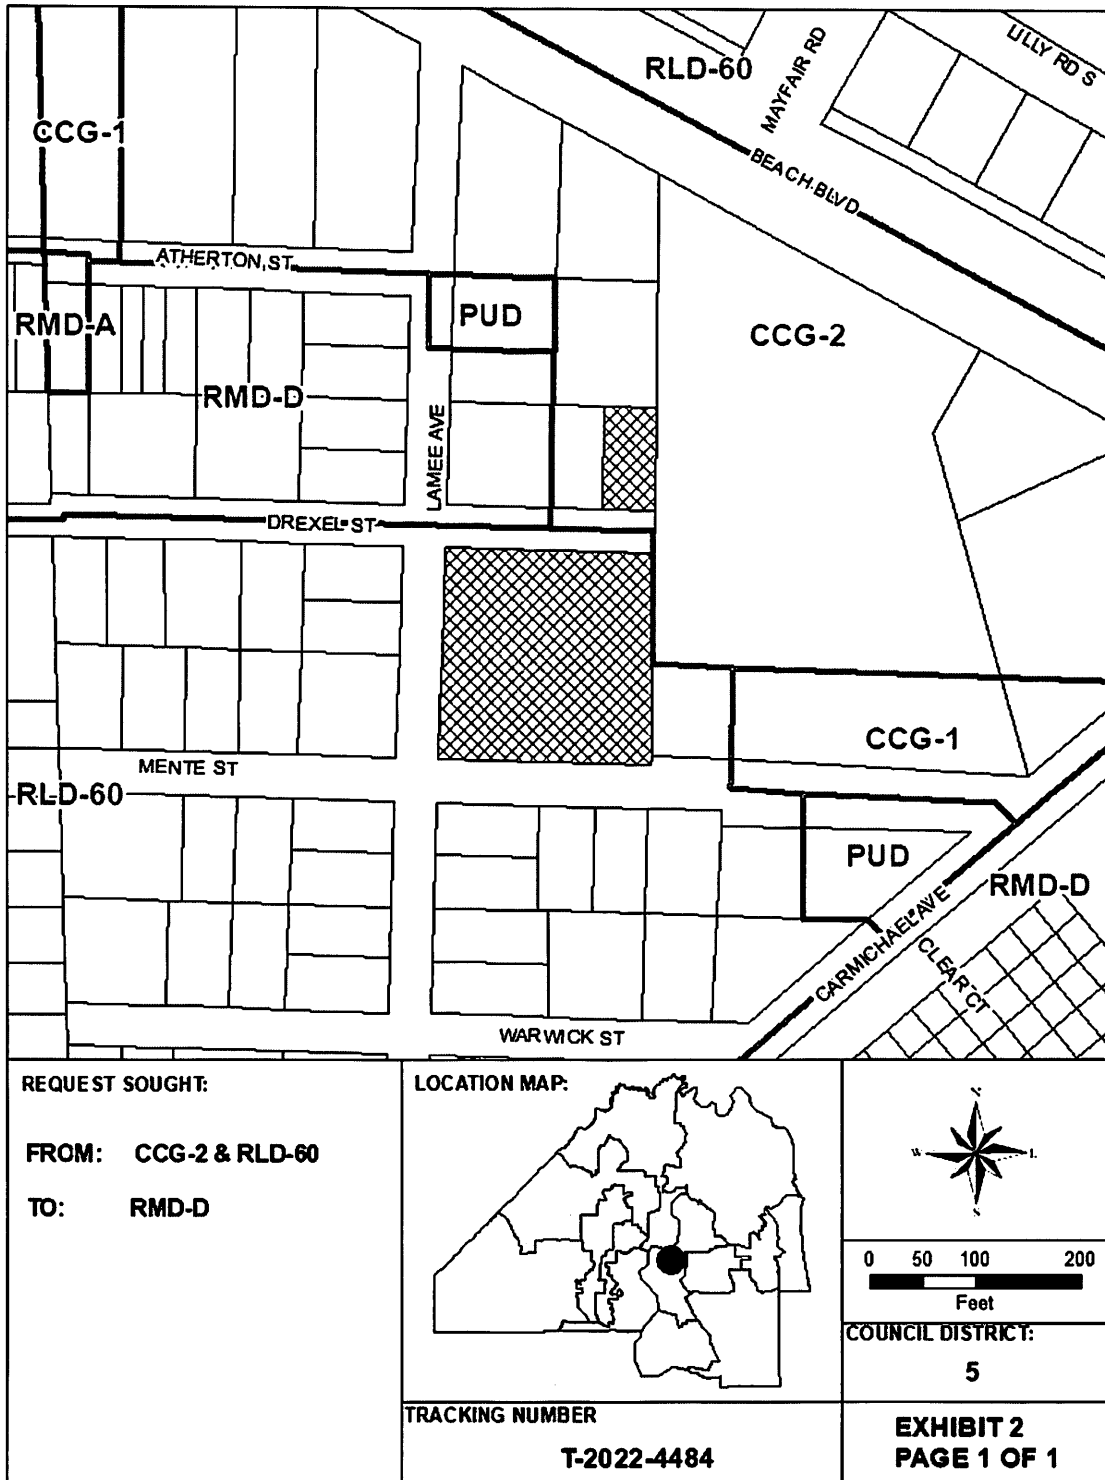 LILLY RD S
MAYFAIR RD
RLD-60
CCG-1
BEACH BLVD
ATHERTON ST
PUD
RMD-A
CCG-2
RMD-D
LAMEE AVE
DREXEL ST
CCG-1
MENTE ST
RLD-60
PUD
RMD-D
CARMICHAEL AVE
CLEAR CT
WARWICK ST
REQUEST SOUGHT:
FROM: CCG-2 & RLD-60
TO: RMD-D
LOCATION MAP:
N
W
E
S
0 50 100 200
Feet
COUNCIL DISTRICT:
5
TRACKING NUMBER
T-2022-4484
EXHIBIT 2
PAGE 1 OF 1